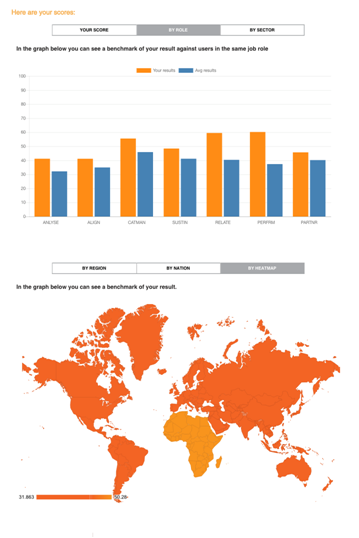 Here are your scores:
YOUR SCORE BY ROLE BY SECTOR
In the graph below you can see a benchmark of your result against users in the same job role
Your results Avg results
100
90
80
70
60
50
40
30
20
10
0
ANALYSE ALIGN CATMAN SUSTIN RELATE PERFRM PARTNR
BY REGION BY NATION BY HEATMAP
In the graph below you can see a benchmark of your result.
31.863 50.28